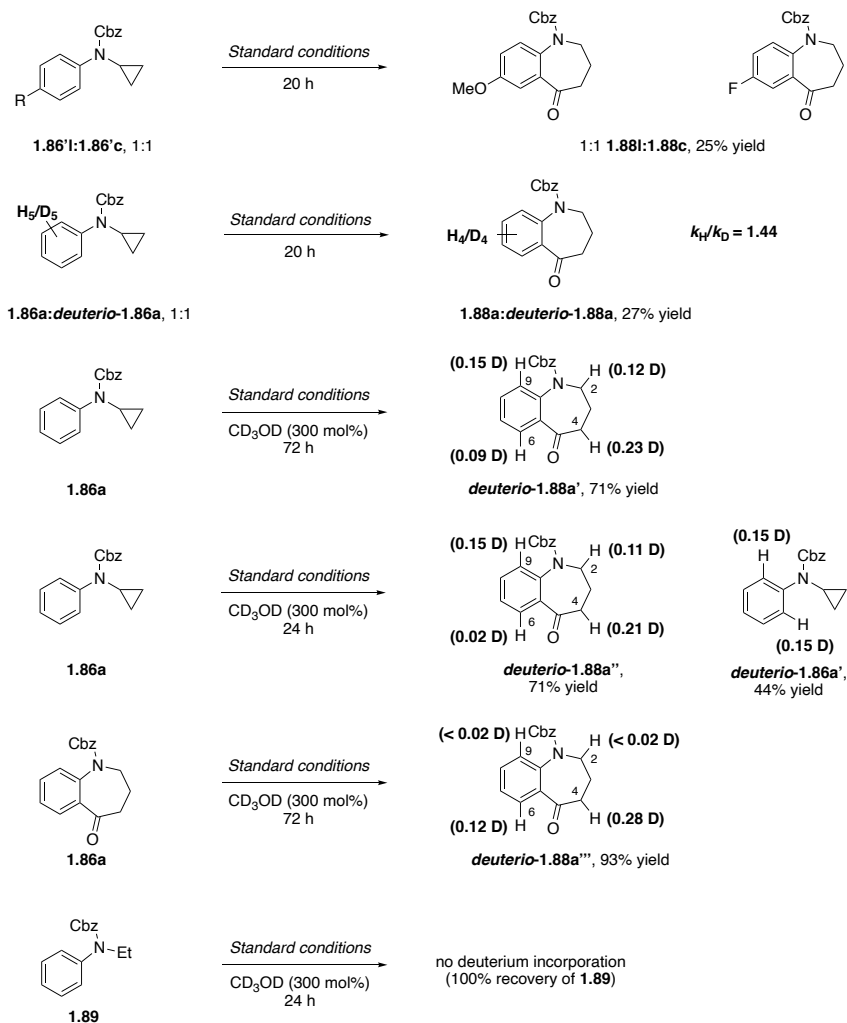 Cbz
N
R
1.86'l:1.86'c, 1:1
Standard conditions
20 h
Cbz
N
MeO
O
Cbz
N
F
O
1:1 1.88l:1.88c, 25% yield
H5/D5
Cbz
N
1.86a:deuterio-1.86a, 1:1
Standard conditions
20 h
Cbz
N
H4/D4
O
kH/kD = 1.44
1.88a:deuterio-1.88a, 27% yield
Cbz
N
1.86a
Standard conditions
CD3OD (300 mol%)
72 h
(0.15 D) H Cbz H (0.12 D)
9 N 2
4
6
(0.09 D) H O H (0.23 D)
deuterio-1.88a', 71% yield
Cbz
N
1.86a
Standard conditions
CD3OD (300 mol%)
24 h
(0.15 D) H Cbz H (0.11 D)
9 N 2
4
6
(0.02 D) H O H (0.21 D)
deuterio-1.88a'',
71% yield
(0.15 D)
H Cbz
N
H
(0.15 D)
deuterio-1.86a',
44% yield
Cbz
N
O
1.86a
Standard conditions
CD3OD (300 mol%)
72 h
(< 0.02 D) H Cbz H (< 0.02 D)
9 N 2
4
6
(0.12 D) H O H (0.28 D)
deuterio-1.88a''', 93% yield
Cbz
N Et
1.89
Standard conditions
CD3OD (300 mol%)
24 h
no deuterium incorporation
(100% recovery of 1.89)